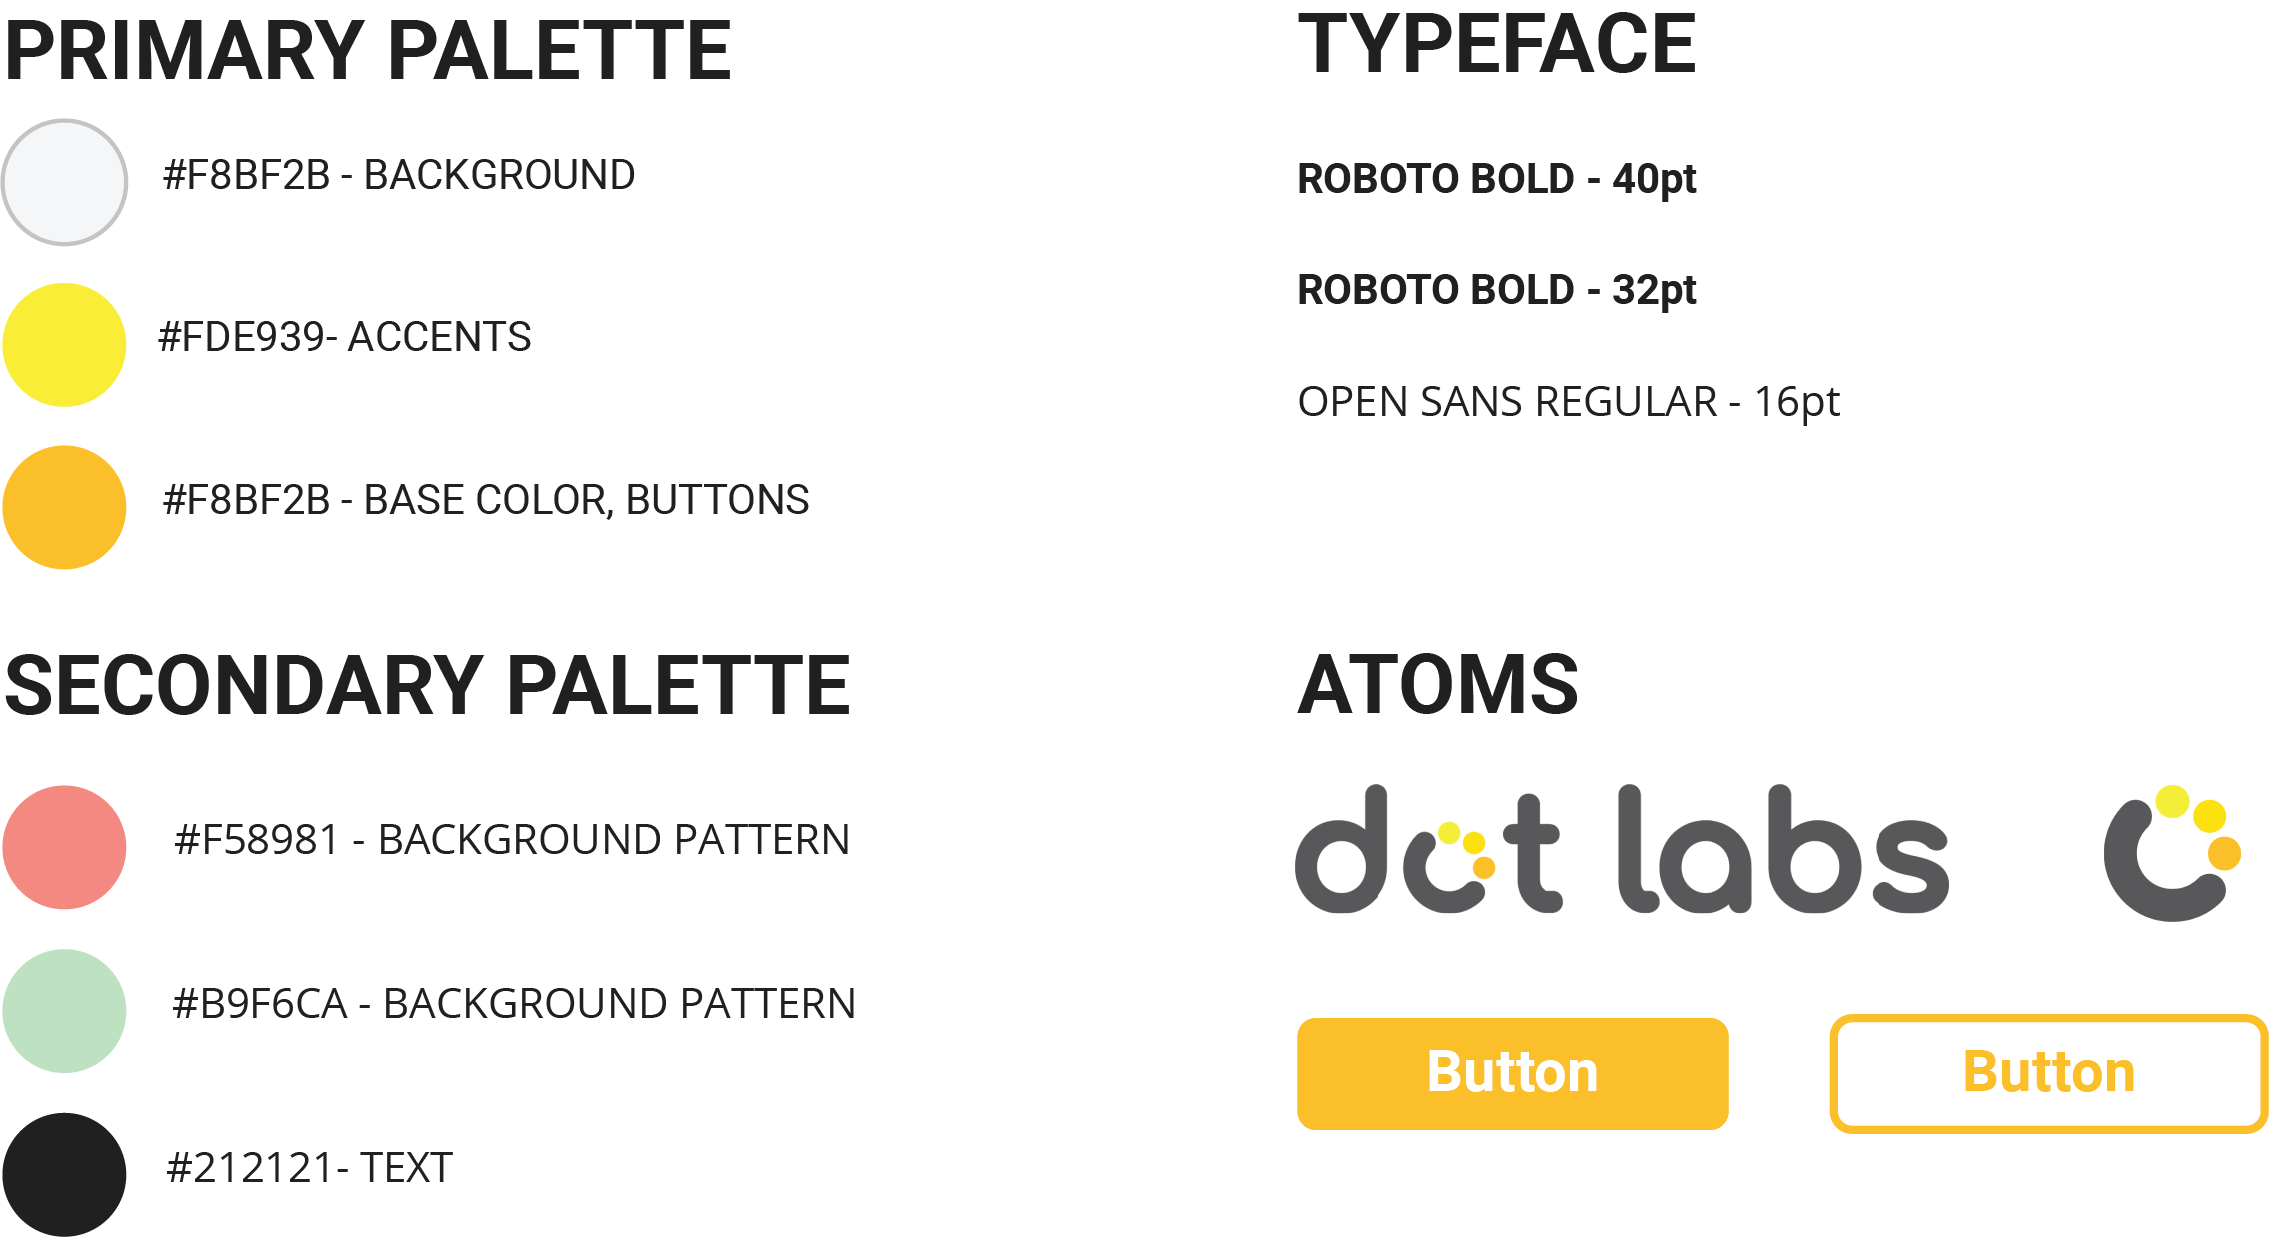 PRIMARY PALETTE
#F8BF2B - BACKGROUND
#FDE939- ACCENTS
#F8BF2B - BASE COLOR, BUTTONS
SECONDARY PALETTE
#F58981 - BACKGROUND PATTERN
#B9F6CA - BACKGROUND PATTERN
#212121- TEXT
TYPEFACE
ROBOTO BOLD - 40pt
ROBOTO BOLD - 32pt
OPEN SANS REGULAR - 16pt
ATOMS
dot labs
Button
Button